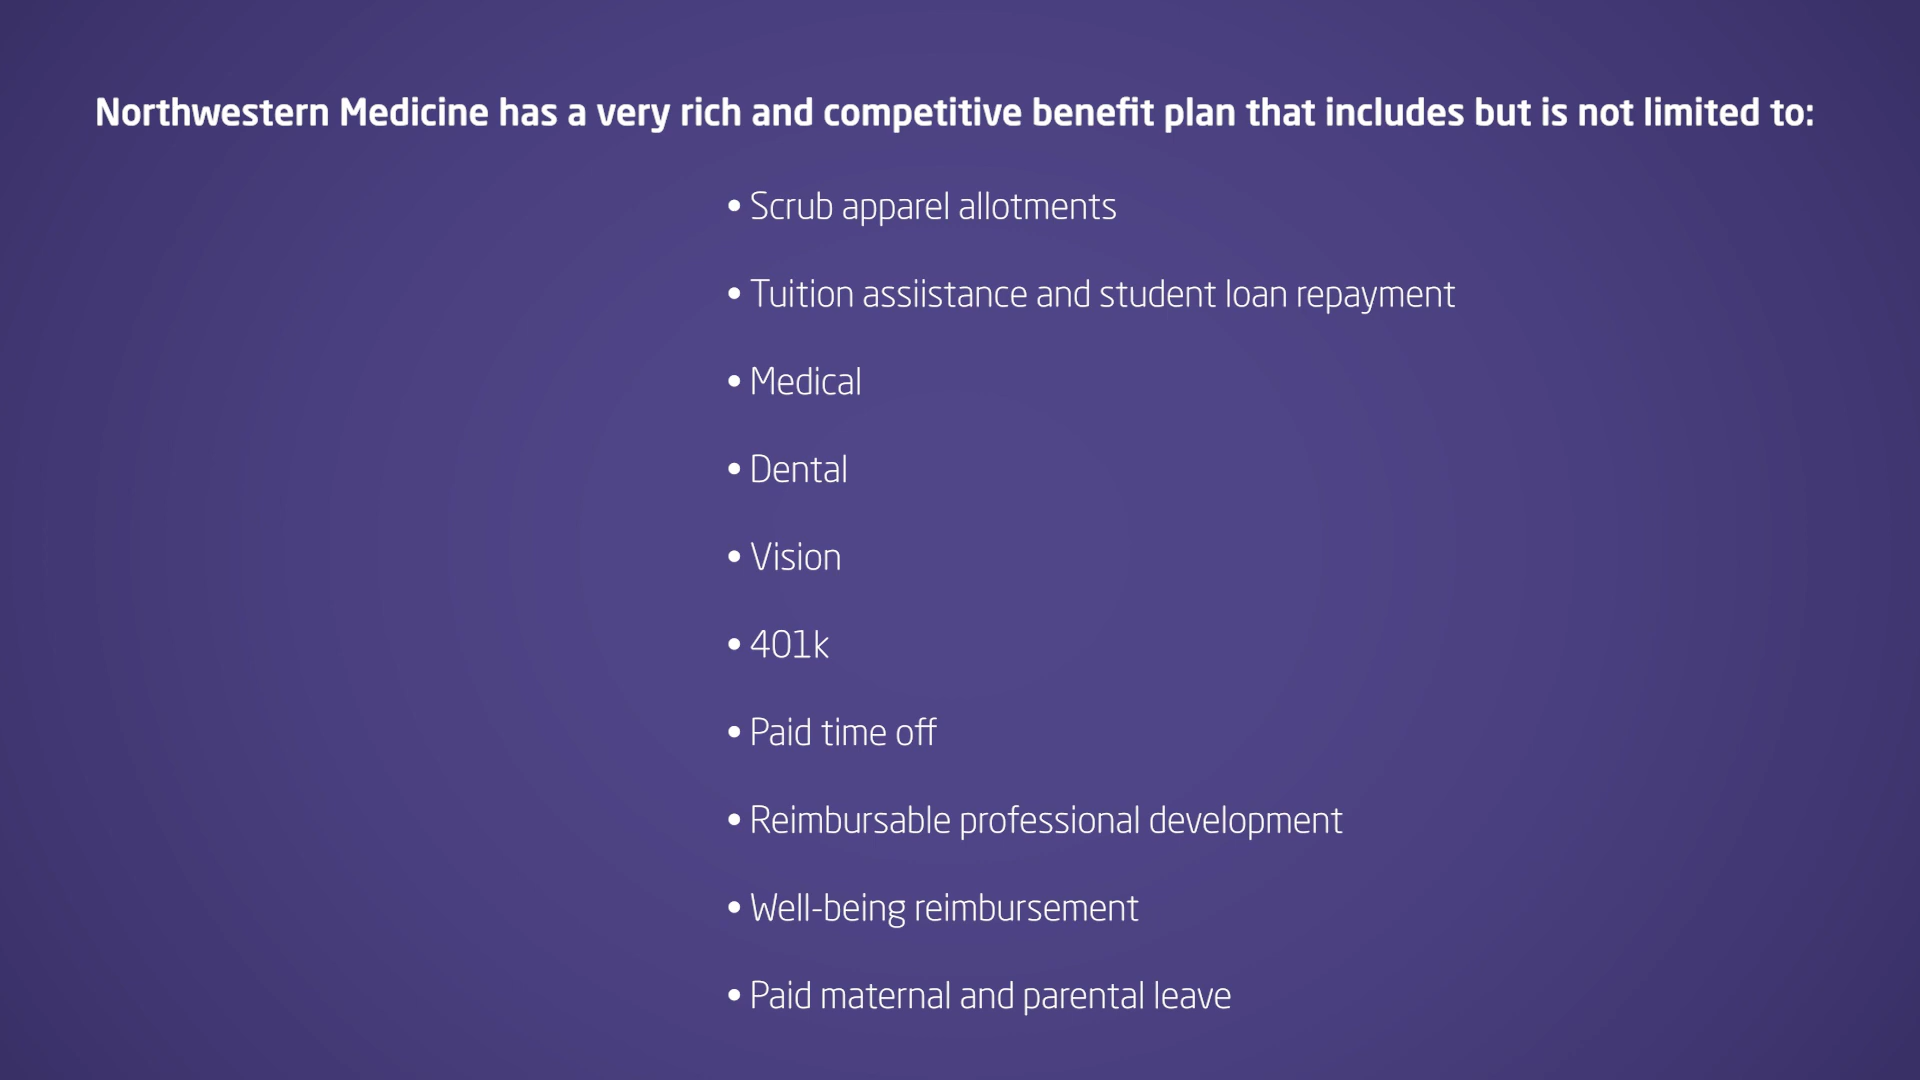 Northwestern Medicine has a very rich and competitive benefit plan that includes but is not limited to:
• Scrub apparel allotments
• Tuition assiistance and student loan repayment
• Medical
• Dental
• Vision
• 401k
• Paid time off
• Reimbursable professional development
• Well-being reimbursement
• Paid maternal and parental leave